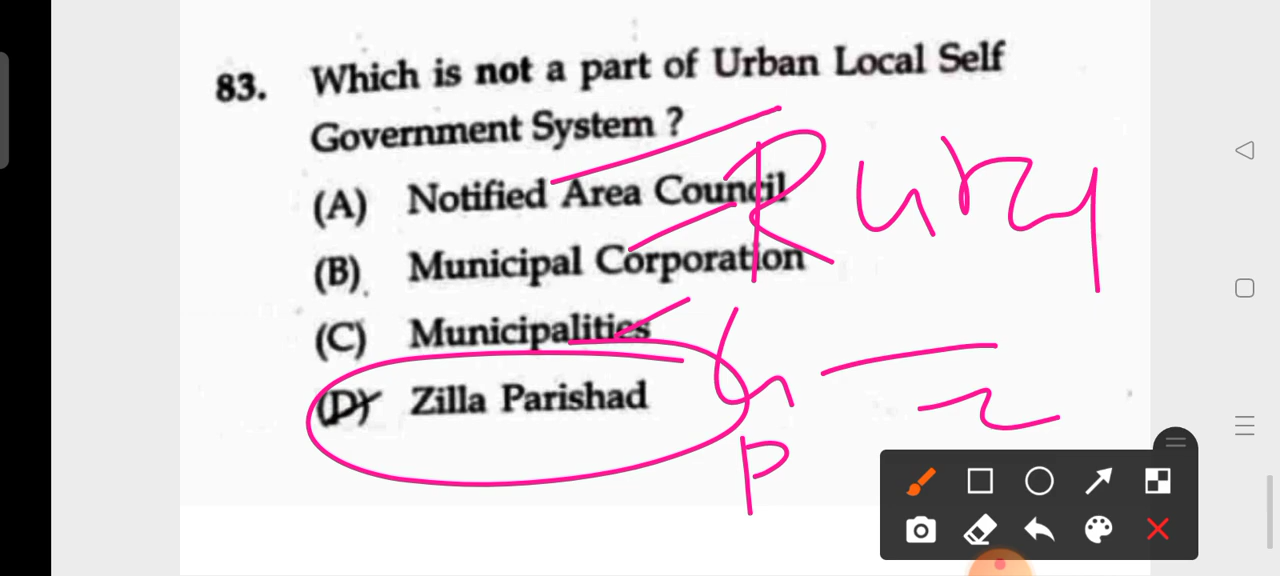 83. Which is not a part of Urban Local Self
Government System ?
(A) Notified Area Council
(B) Municipal Corporation
(C) Municipalities
(D) Zilla Parishad